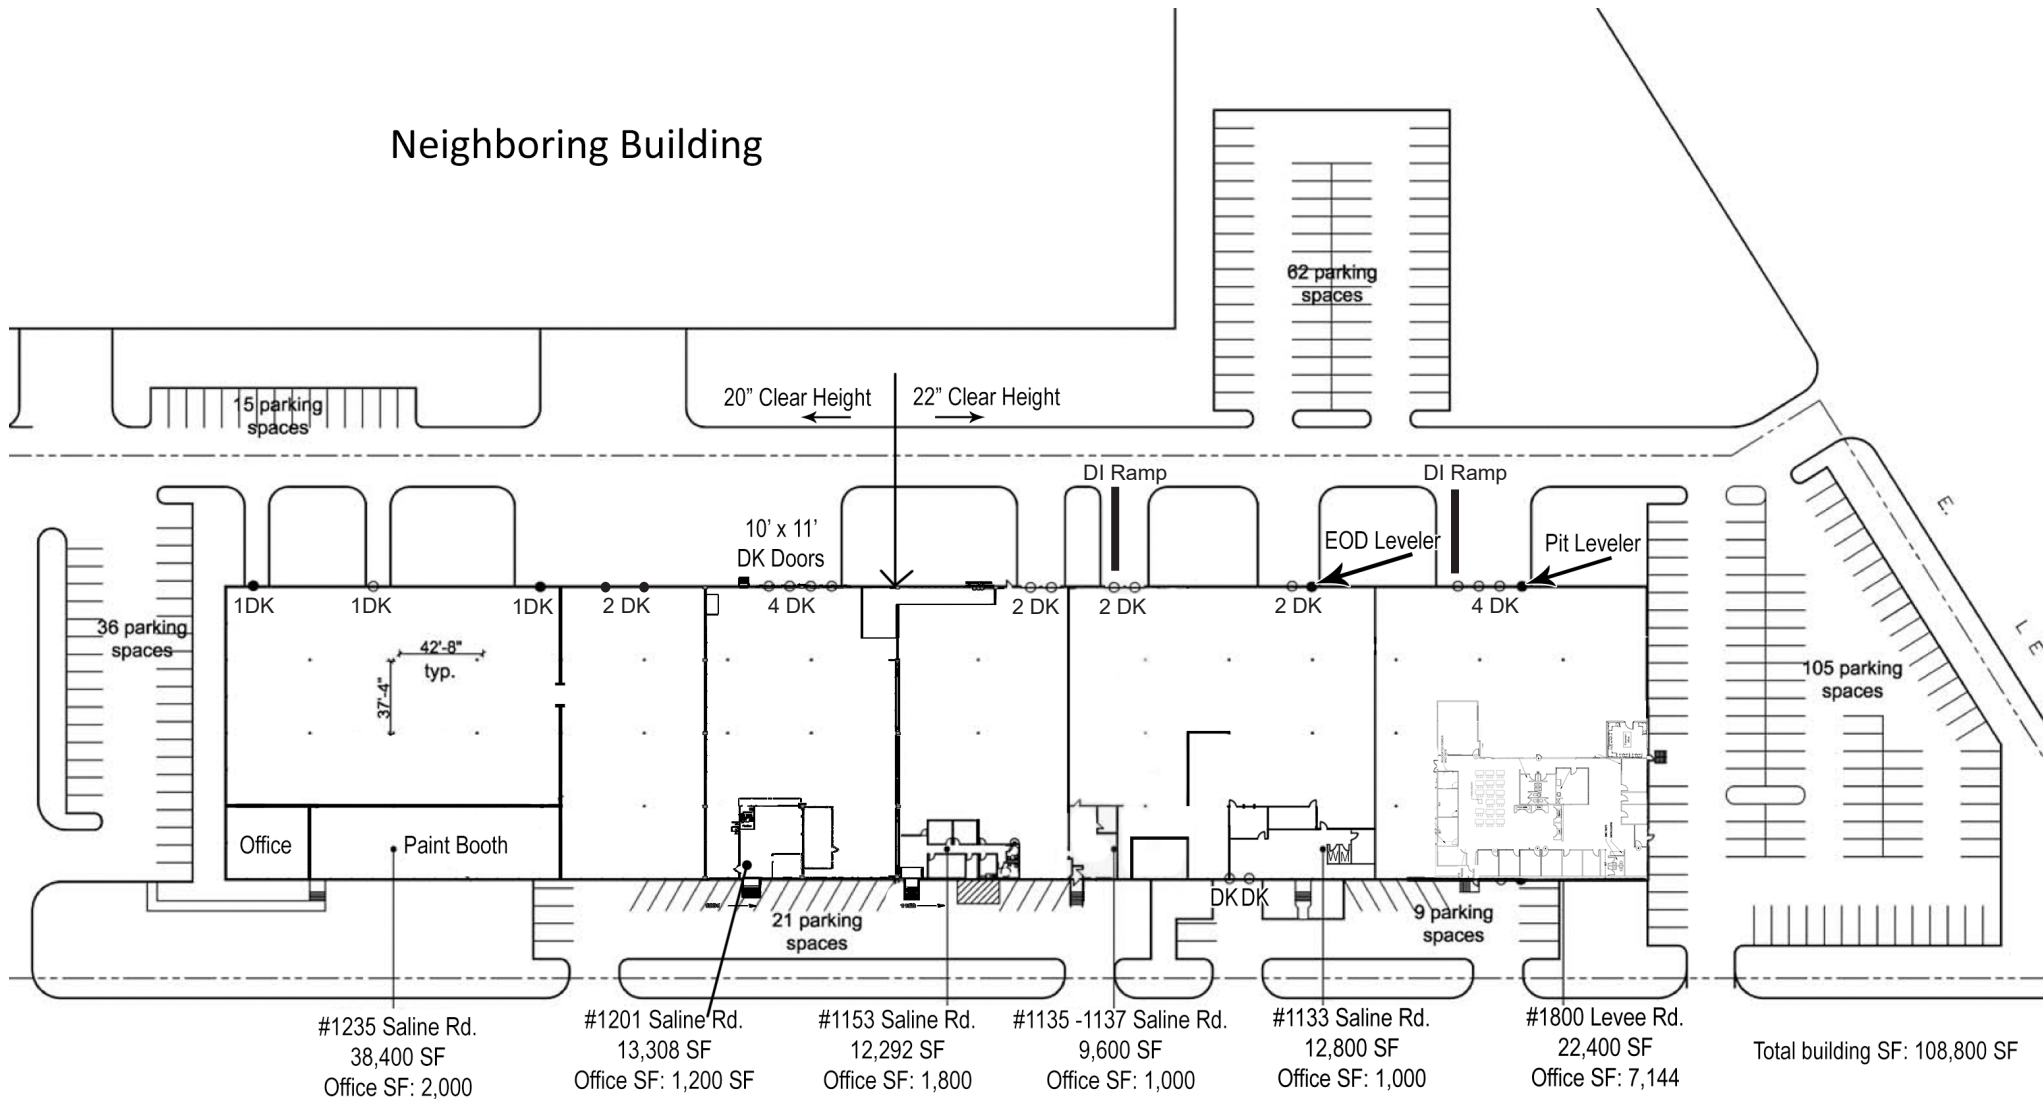 Neighboring Building
62 parking
spaces
15 parking
spaces
20” Clear Height
22” Clear Height
DI Ramp
DI Ramp
10’ x 11’
DK Doors
EOD Leveler
Pit Leveler
E.
LE
1DK
1DK
1DK
2 DK
4 DK
2 DK
2 DK
2 DK
4 DK
36 parking
spaces
42'-8"
typ.
37'-4"
105 parking
spaces
Office
Paint Booth
W M
DK DK
21 parking
spaces
9 parking
spaces
#1235 Saline Rd.
38,400 SF
Office SF: 2,000
#1201 Saline Rd.
13,308 SF
Office SF: 1,200 SF
#1153 Saline Rd.
12,292 SF
Office SF: 1,800
#1135 -1137 Saline Rd.
9,600 SF
Office SF: 1,000
#1133 Saline Rd.
12,800 SF
Office SF: 1,000
#1800 Levee Rd.
22,400 SF
Office SF: 7,144
Total building SF: 108,800 SF